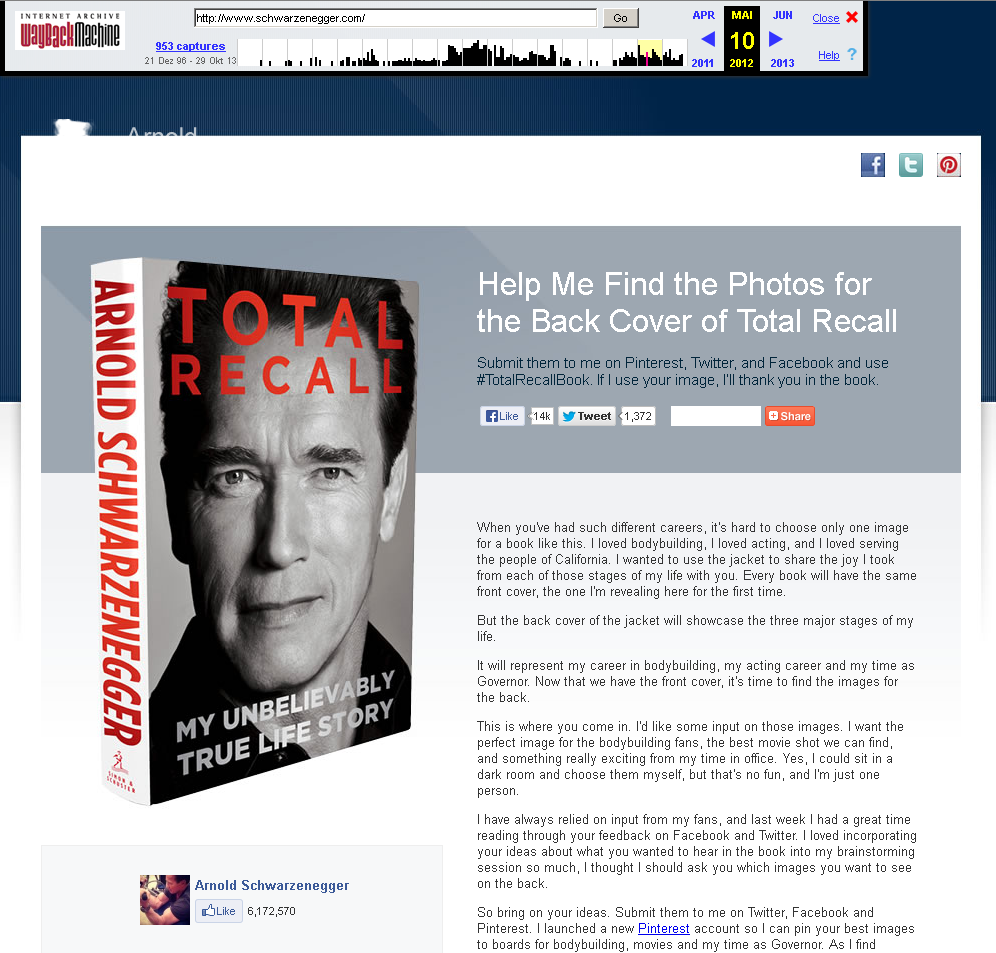 INTERNET ARCHIVE
WayBackMachine
http://www.schwarzenegger.com/
Go
953 captures
21 Dez 96 - 29 Okt 13
APR
MAI
JUN
10
2011
2012
2013
Close
Help
?
Arnold
Help Me Find the Photos for
the Back Cover of Total Recall
Submit them to me on Pinterest, Twitter, and Facebook and use
#TotalRecallBook. If I use your image, I'll thank you in the book.
Like
14k
Tweet
1,372
Share
ARNOLD SCHWARZENEGGER
SIMON &
SCHUSTER
TOTAL
RECALL
MY UNBELIEVABLY
TRUE LIFE STORY
When you've had such different careers, it's hard to choose only one image
for a book like this. I loved bodybuilding, I loved acting, and I loved serving
the people of California. I wanted to use the jacket to share the joy I took
from each of those stages of my life with you. Every book will have the same
front cover, the one I'm revealing here for the first time.
But the back cover of the jacket will showcase the three major stages of my
life.
It will represent my career in bodybuilding, my acting career and my time as
Governor. Now that we have the front cover, it's time to find the images for
the back.
This is where you come in. I'd like some input on those images. I want the
perfect image for the bodybuilding fans, the best movie shot we can find,
and something really exciting from my time in office. Yes, I could sit in a
dark room and choose them myself, but that's no fun, and I'm just one
person.
I have always relied on input from my fans, and last week I had a great time
reading through your feedback on Facebook and Twitter. I loved incorporating
your ideas about what you wanted to hear in the book into my brainstorming
session so much, I thought I should ask you which images you want to see
on the back.
So bring on your ideas. Submit them to me on Twitter, Facebook and
Pinterest. I launched a new Pinterest account so I can pin your best images
to boards for bodybuilding, movies and my time as Governor. As I find
Arnold Schwarzenegger
Like
6,172,570